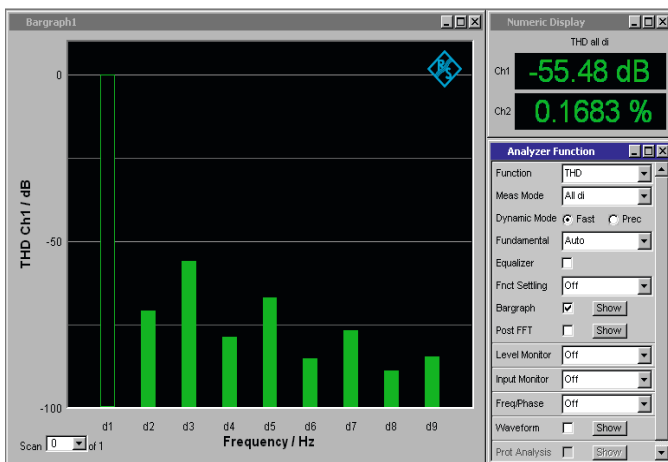 Bargraph1
0
-50
-100
THD Ch1 / dB
d1 d2 d3 d4 d5 d6 d7 d8 d9
Frequency / Hz
Scan 0 of 1
R&S
Numeric Display
THD all di
Ch1 -55.48 dB
Ch2 0.1683 %
Analyzer Function
Function THD
Meas Mode All di
Dynamic Mode Fast Prec
Fundamental Auto
Equalizer
Fnct Settling Off
Bargraph Show
Post FFT Show
Level Monitor Off
Input Monitor Off
Freq/Phase Off
Waveform Show
Prot Analysis Show